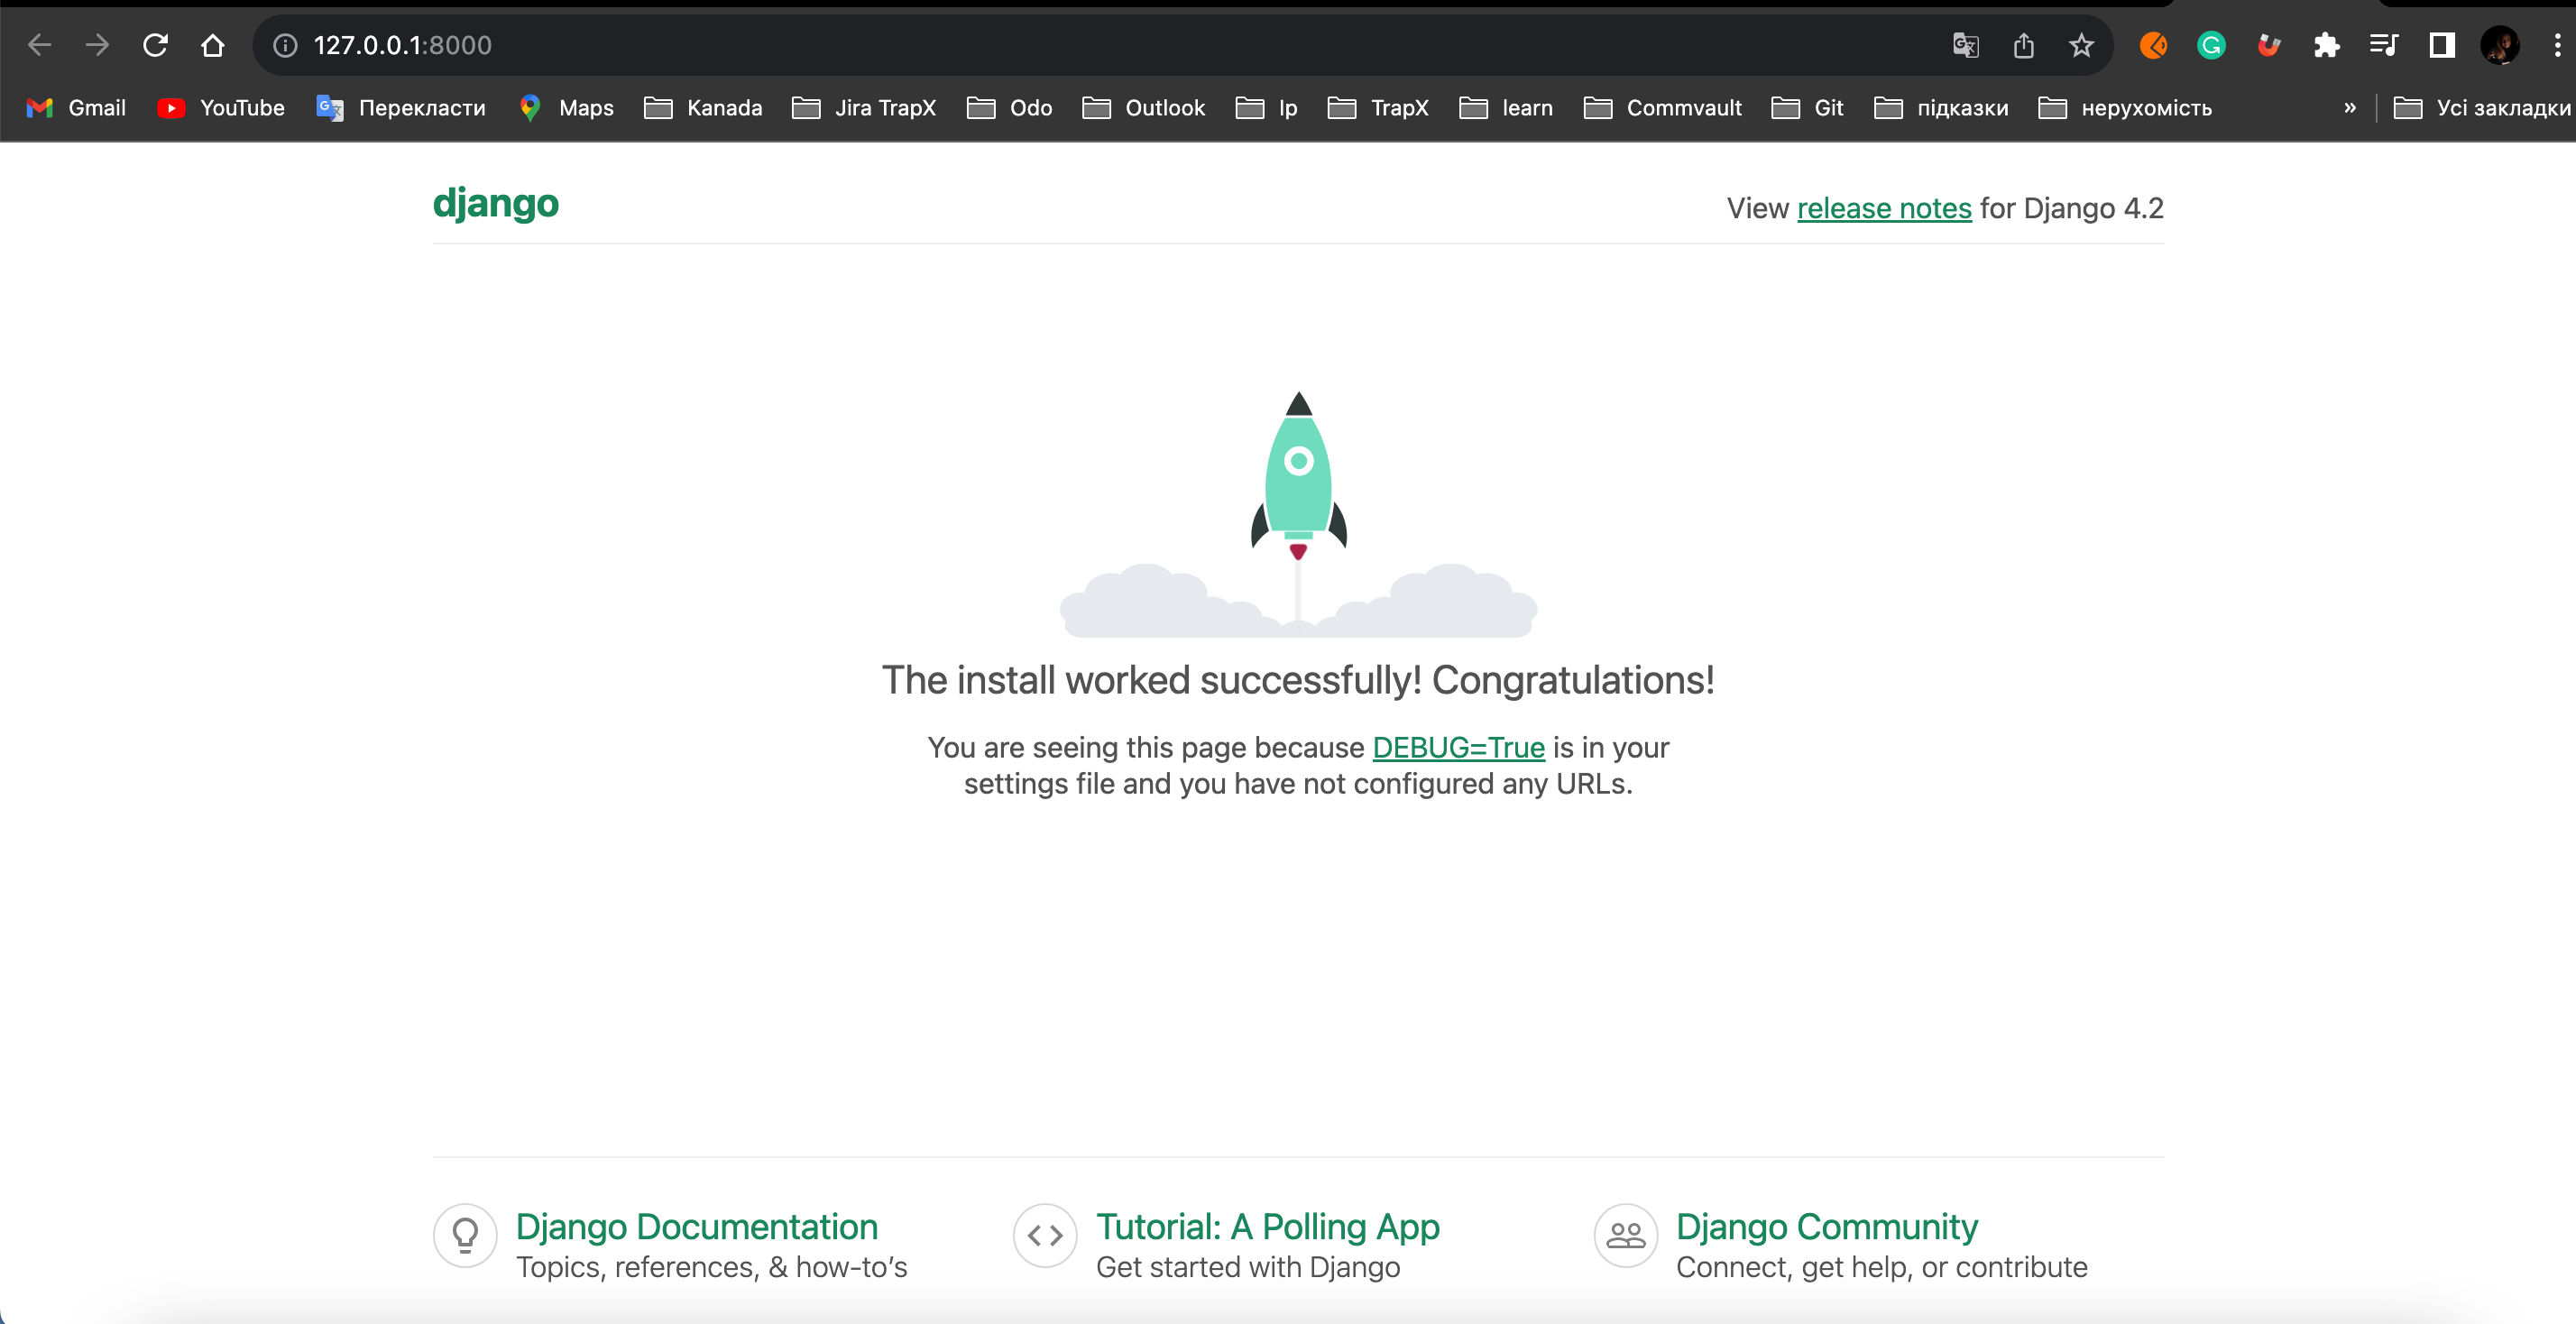 127.0.0.1:8000
Gmail YouTube Перекласти Maps Kanada Jira TrapX Odo Outlook Ip TrapX learn Commvault Git підказки нерухомість » Усі закладки
django
View release notes for Django 4.2
The install worked successfully! Congratulations!
You are seeing this page because DEBUG=True is in your
settings file and you have not configured any URLs.
Django Documentation
Topics, references, & how-to’s
Tutorial: A Polling App
Get started with Django
Django Community
Connect, get help, or contribute